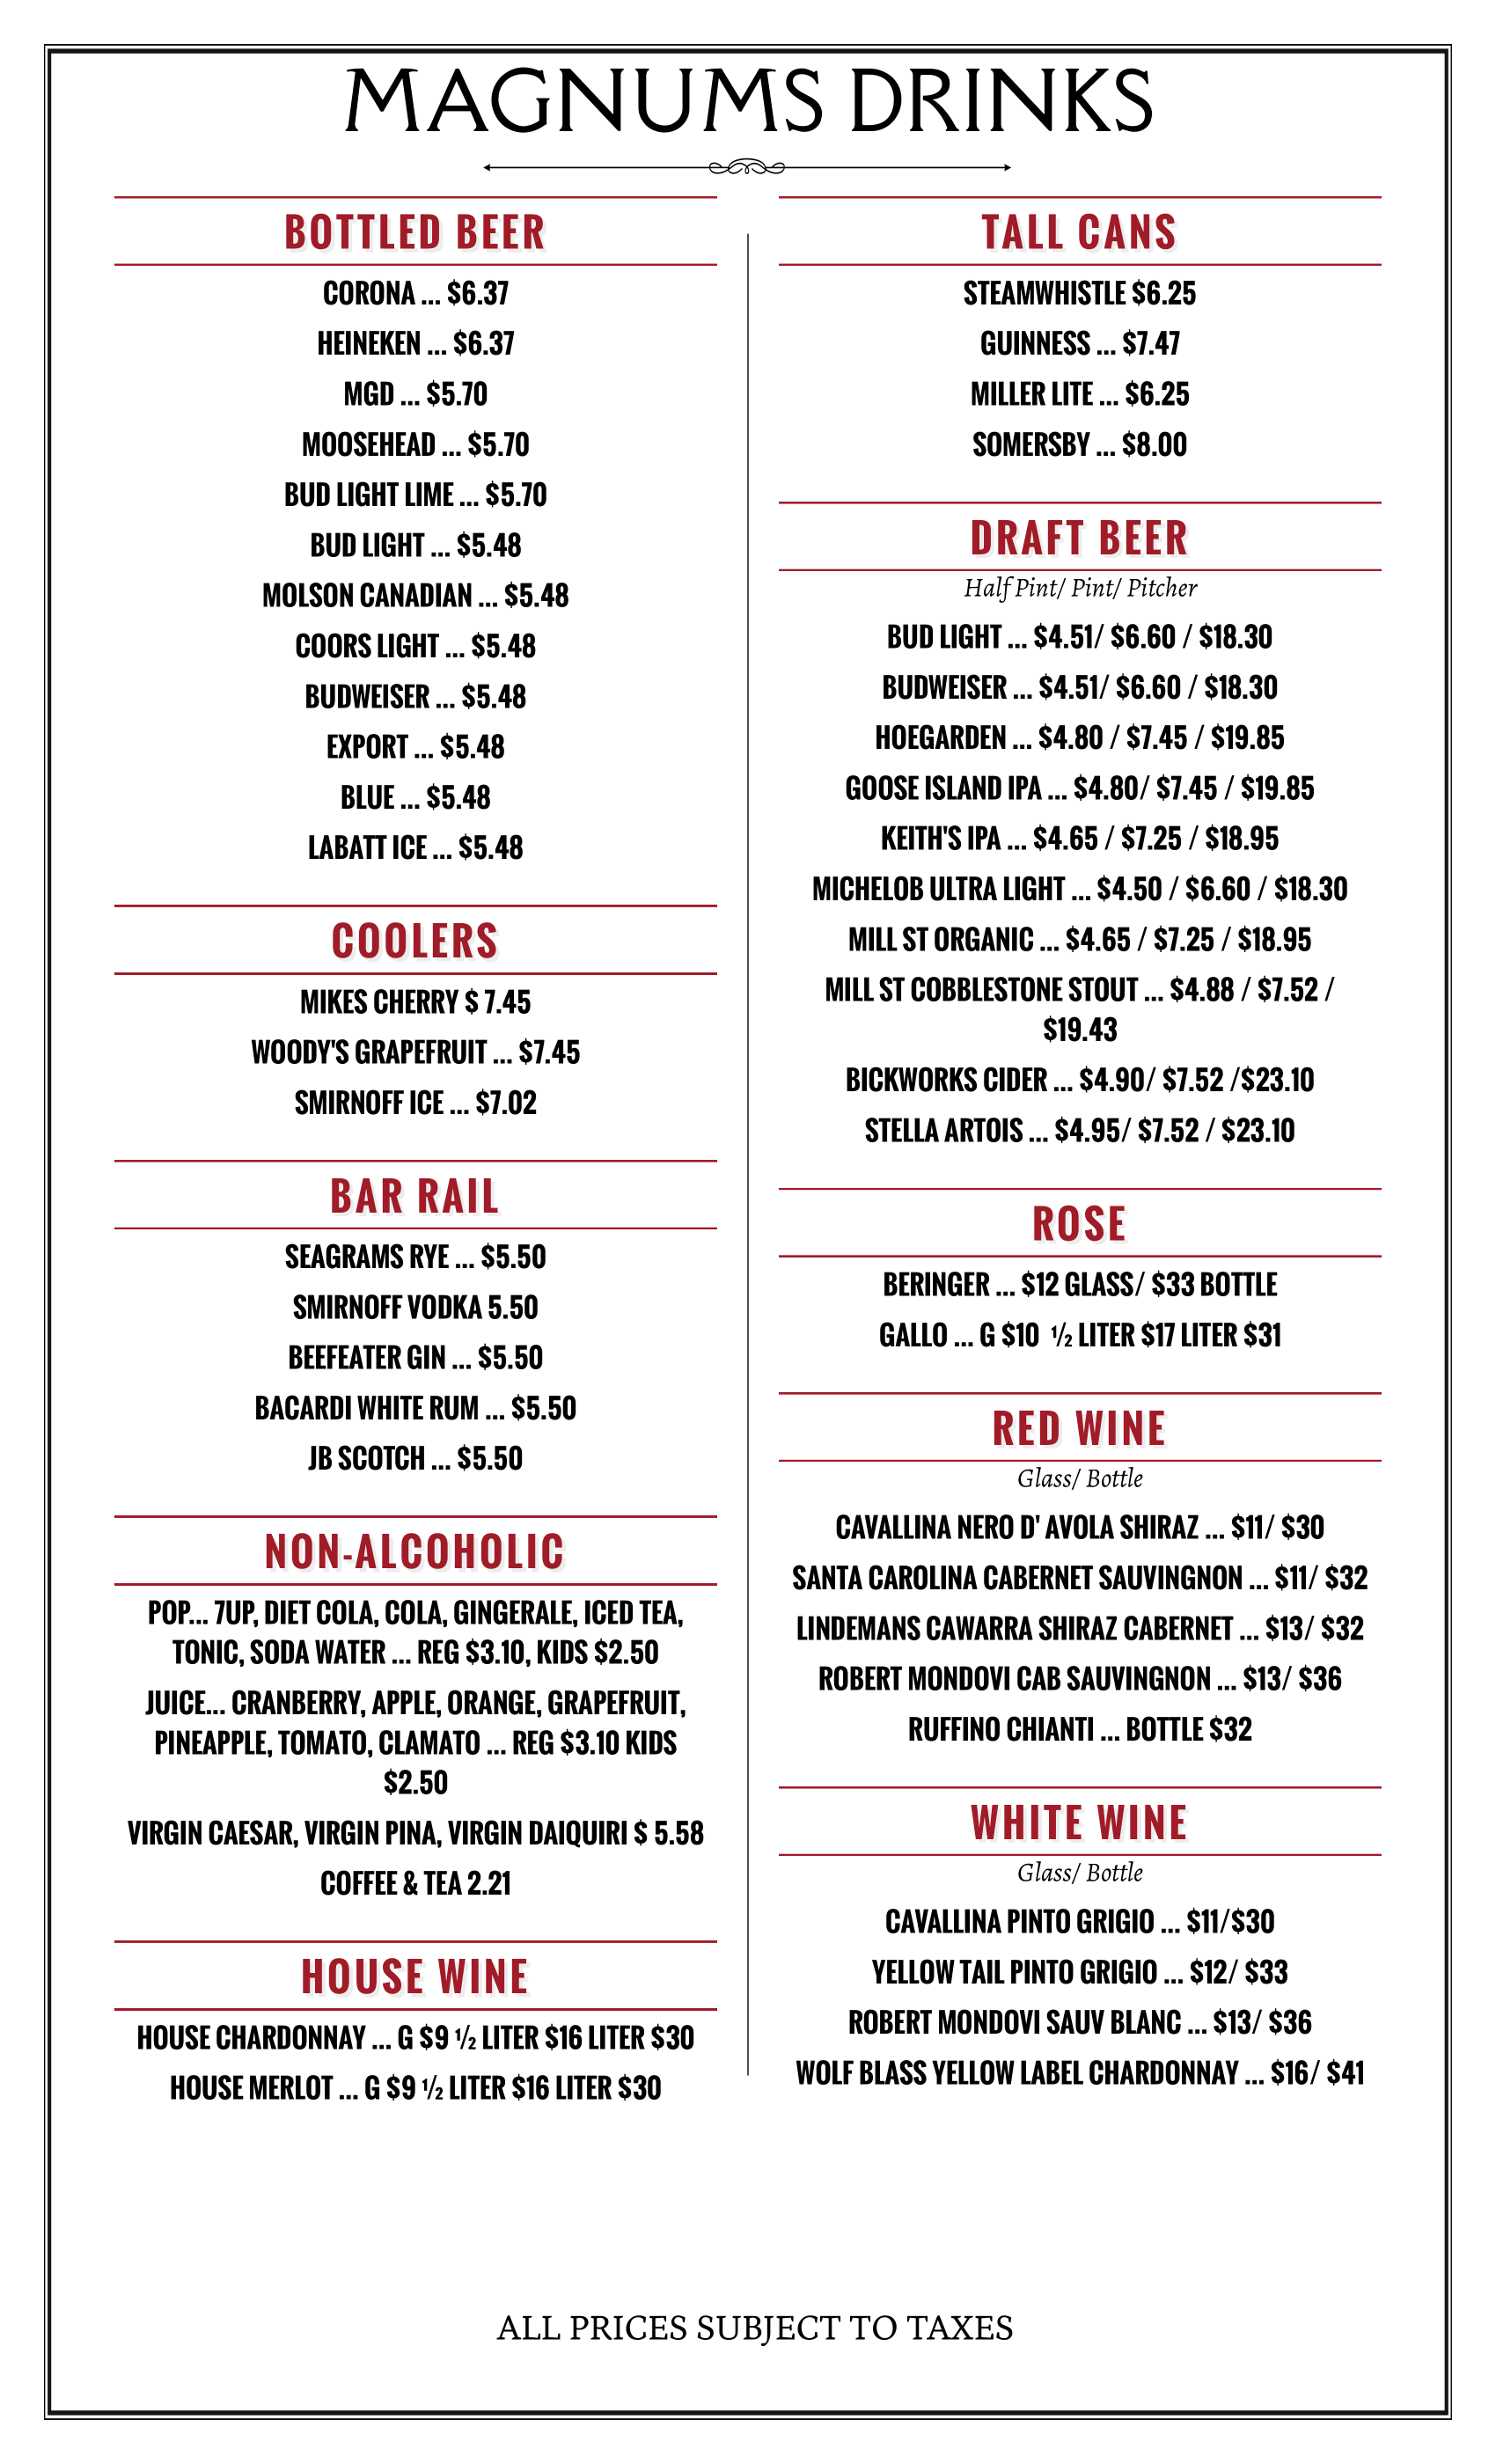 MAGNUMS DRINKS
BOTTLED BEER
CORONA ... $6.37
HEINEKEN ... $6.37
MGD ... $5.70
MOOSEHEAD ... $5.70
BUD LIGHT LIME ... $5.70
BUD LIGHT ... $5.48
MOLSON CANADIAN ... $5.48
COORS LIGHT ... $5.48
BUDWEISER ... $5.48
EXPORT ... $5.48
BLUE ... $5.48
LABATT ICE ... $5.48
COOLERS
MIKES CHERRY $ 7.45
WOODY'S GRAPEFRUIT ... $7.45
SMIRNOFF ICE ... $7.02
BAR RAIL
SEAGRAMS RYE ... $5.50
SMIRNOFF VODKA 5.50
BEEFEATER GIN ... $5.50
BACARDI WHITE RUM ... $5.50
JB SCOTCH ... $5.50
NON-ALCOHOLIC
POP... 7UP, DIET COLA, COLA, GINGERALE, ICED TEA,
TONIC, SODA WATER ... REG $3.10, KIDS $2.50
JUICE... CRANBERRY, APPLE, ORANGE, GRAPEFRUIT,
PINEAPPLE, TOMATO, CLAMATO ... REG $3.10 KIDS
$2.50
VIRGIN CAESAR, VIRGIN PINA, VIRGIN DAIQUIRI $ 5.58
COFFEE & TEA 2.21
HOUSE WINE
HOUSE CHARDONNAY ... G $9 ½ LITER $16 LITER $30
HOUSE MERLOT ... G $9 ½ LITER $16 LITER $30
TALL CANS
STEAMWHISTLE $6.25
GUINNESS ... $7.47
MILLER LITE ... $6.25
SOMERSBY ... $8.00
DRAFT BEER
Half Pint/ Pint/ Pitcher
BUD LIGHT ... $4.51/ $6.60 / $18.30
BUDWEISER ... $4.51/ $6.60 / $18.30
HOEGARDEN ... $4.80 / $7.45 / $19.85
GOOSE ISLAND IPA ... $4.80/ $7.45 / $19.85
KEITH'S IPA ... $4.65 / $7.25 / $18.95
MICHELOB ULTRA LIGHT ... $4.50 / $6.60 / $18.30
MILL ST ORGANIC ... $4.65 / $7.25 / $18.95
MILL ST COBBLESTONE STOUT ... $4.88 / $7.52 /
$19.43
BICKWORKS CIDER ... $4.90/ $7.52 /$23.10
STELLA ARTOIS ... $4.95/ $7.52 / $23.10
ROSE
BERINGER ... $12 GLASS/ $33 BOTTLE
GALLO ... G $10 ½ LITER $17 LITER $31
RED WINE
Glass/ Bottle
CAVALLINA NERO D' AVOLA SHIRAZ ... $11/ $30
SANTA CAROLINA CABERNET SAUVINGNON ... $11/ $32
LINDEMANS CAWARRA SHIRAZ CABERNET ... $13/ $32
ROBERT MONDOVI CAB SAUVINGNON ... $13/ $36
RUFFINO CHIANTI ... BOTTLE $32
WHITE WINE
Glass/ Bottle
CAVALLINA PINTO GRIGIO ... $11/$30
YELLOW TAIL PINTO GRIGIO ... $12/ $33
ROBERT MONDOVI SAUV BLANC ... $13/ $36
WOLF BLASS YELLOW LABEL CHARDONNAY ... $16/ $41
ALL PRICES SUBJECT TO TAXES